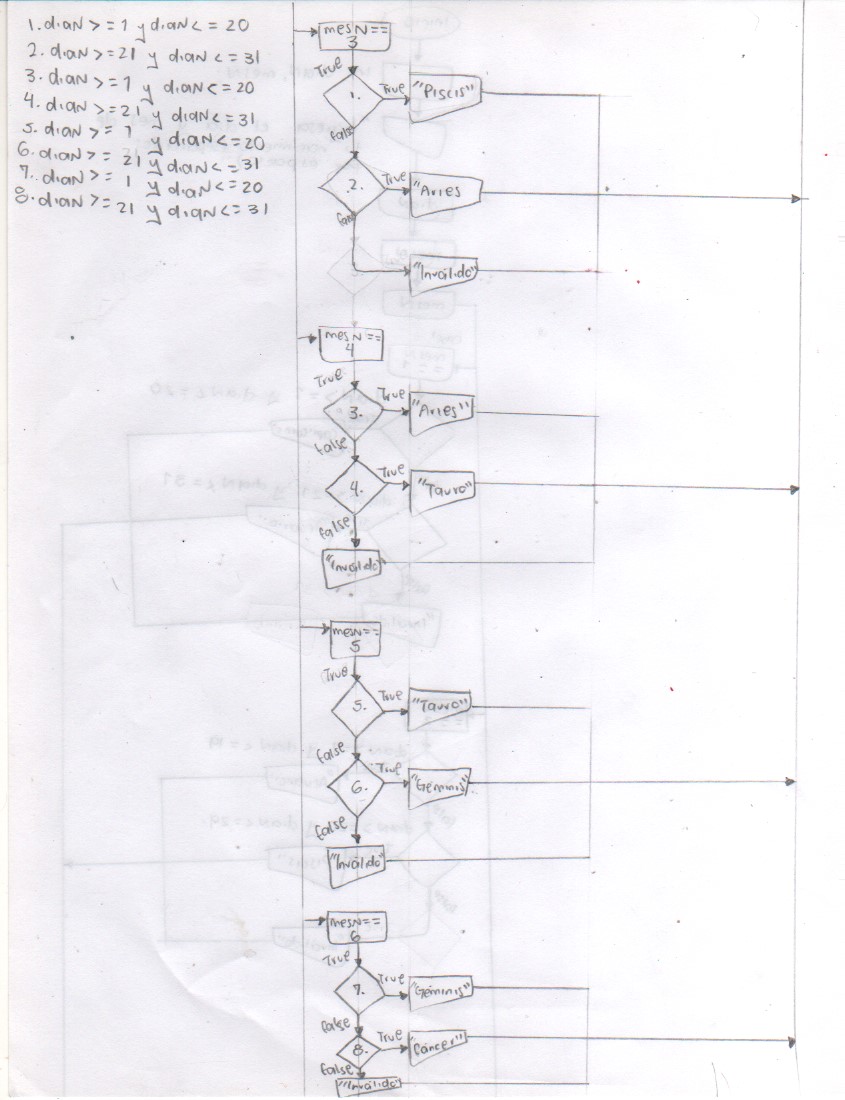 1. diaN >= 1 y diaN <= 20
2. diaN >= 21 y diaN <= 31
3. diaN >= 1 y diaN <= 20
4. diaN >= 21 y diaN <= 31
5. diaN >= 1 y diaN <= 20
6. diaN >= 21 y diaN <= 31
7. diaN >= 1 y diaN <= 20
8. diaN >= 21 y diaN <= 31
mesN ==
3
True
1. True "Piscis"
false
2. True "Aries
false
"Inválido"
mesN ==
4
True
3. True "Aries"
false
4. True "Tauro"
false
"Inválido"
mesN ==
5
True
5. True "Tauro"
false
6. True "Géminis"
false
"Inválido"
mesN ==
6
True
7. True "Géminis"
false
8. True "Cáncer"
False
"Inválido"